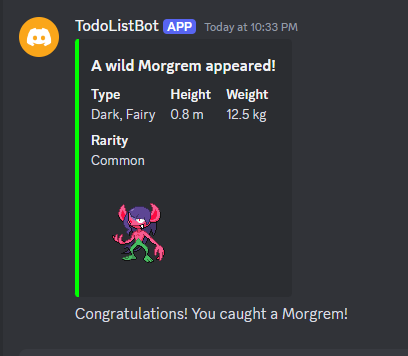 TodoListBot APP Today at 10:33 PM
A wild Morgrem appeared!
Type Height Weight
Dark, Fairy 0.8 m 12.5 kg
Rarity
Common
Congratulations! You caught a Morgrem!